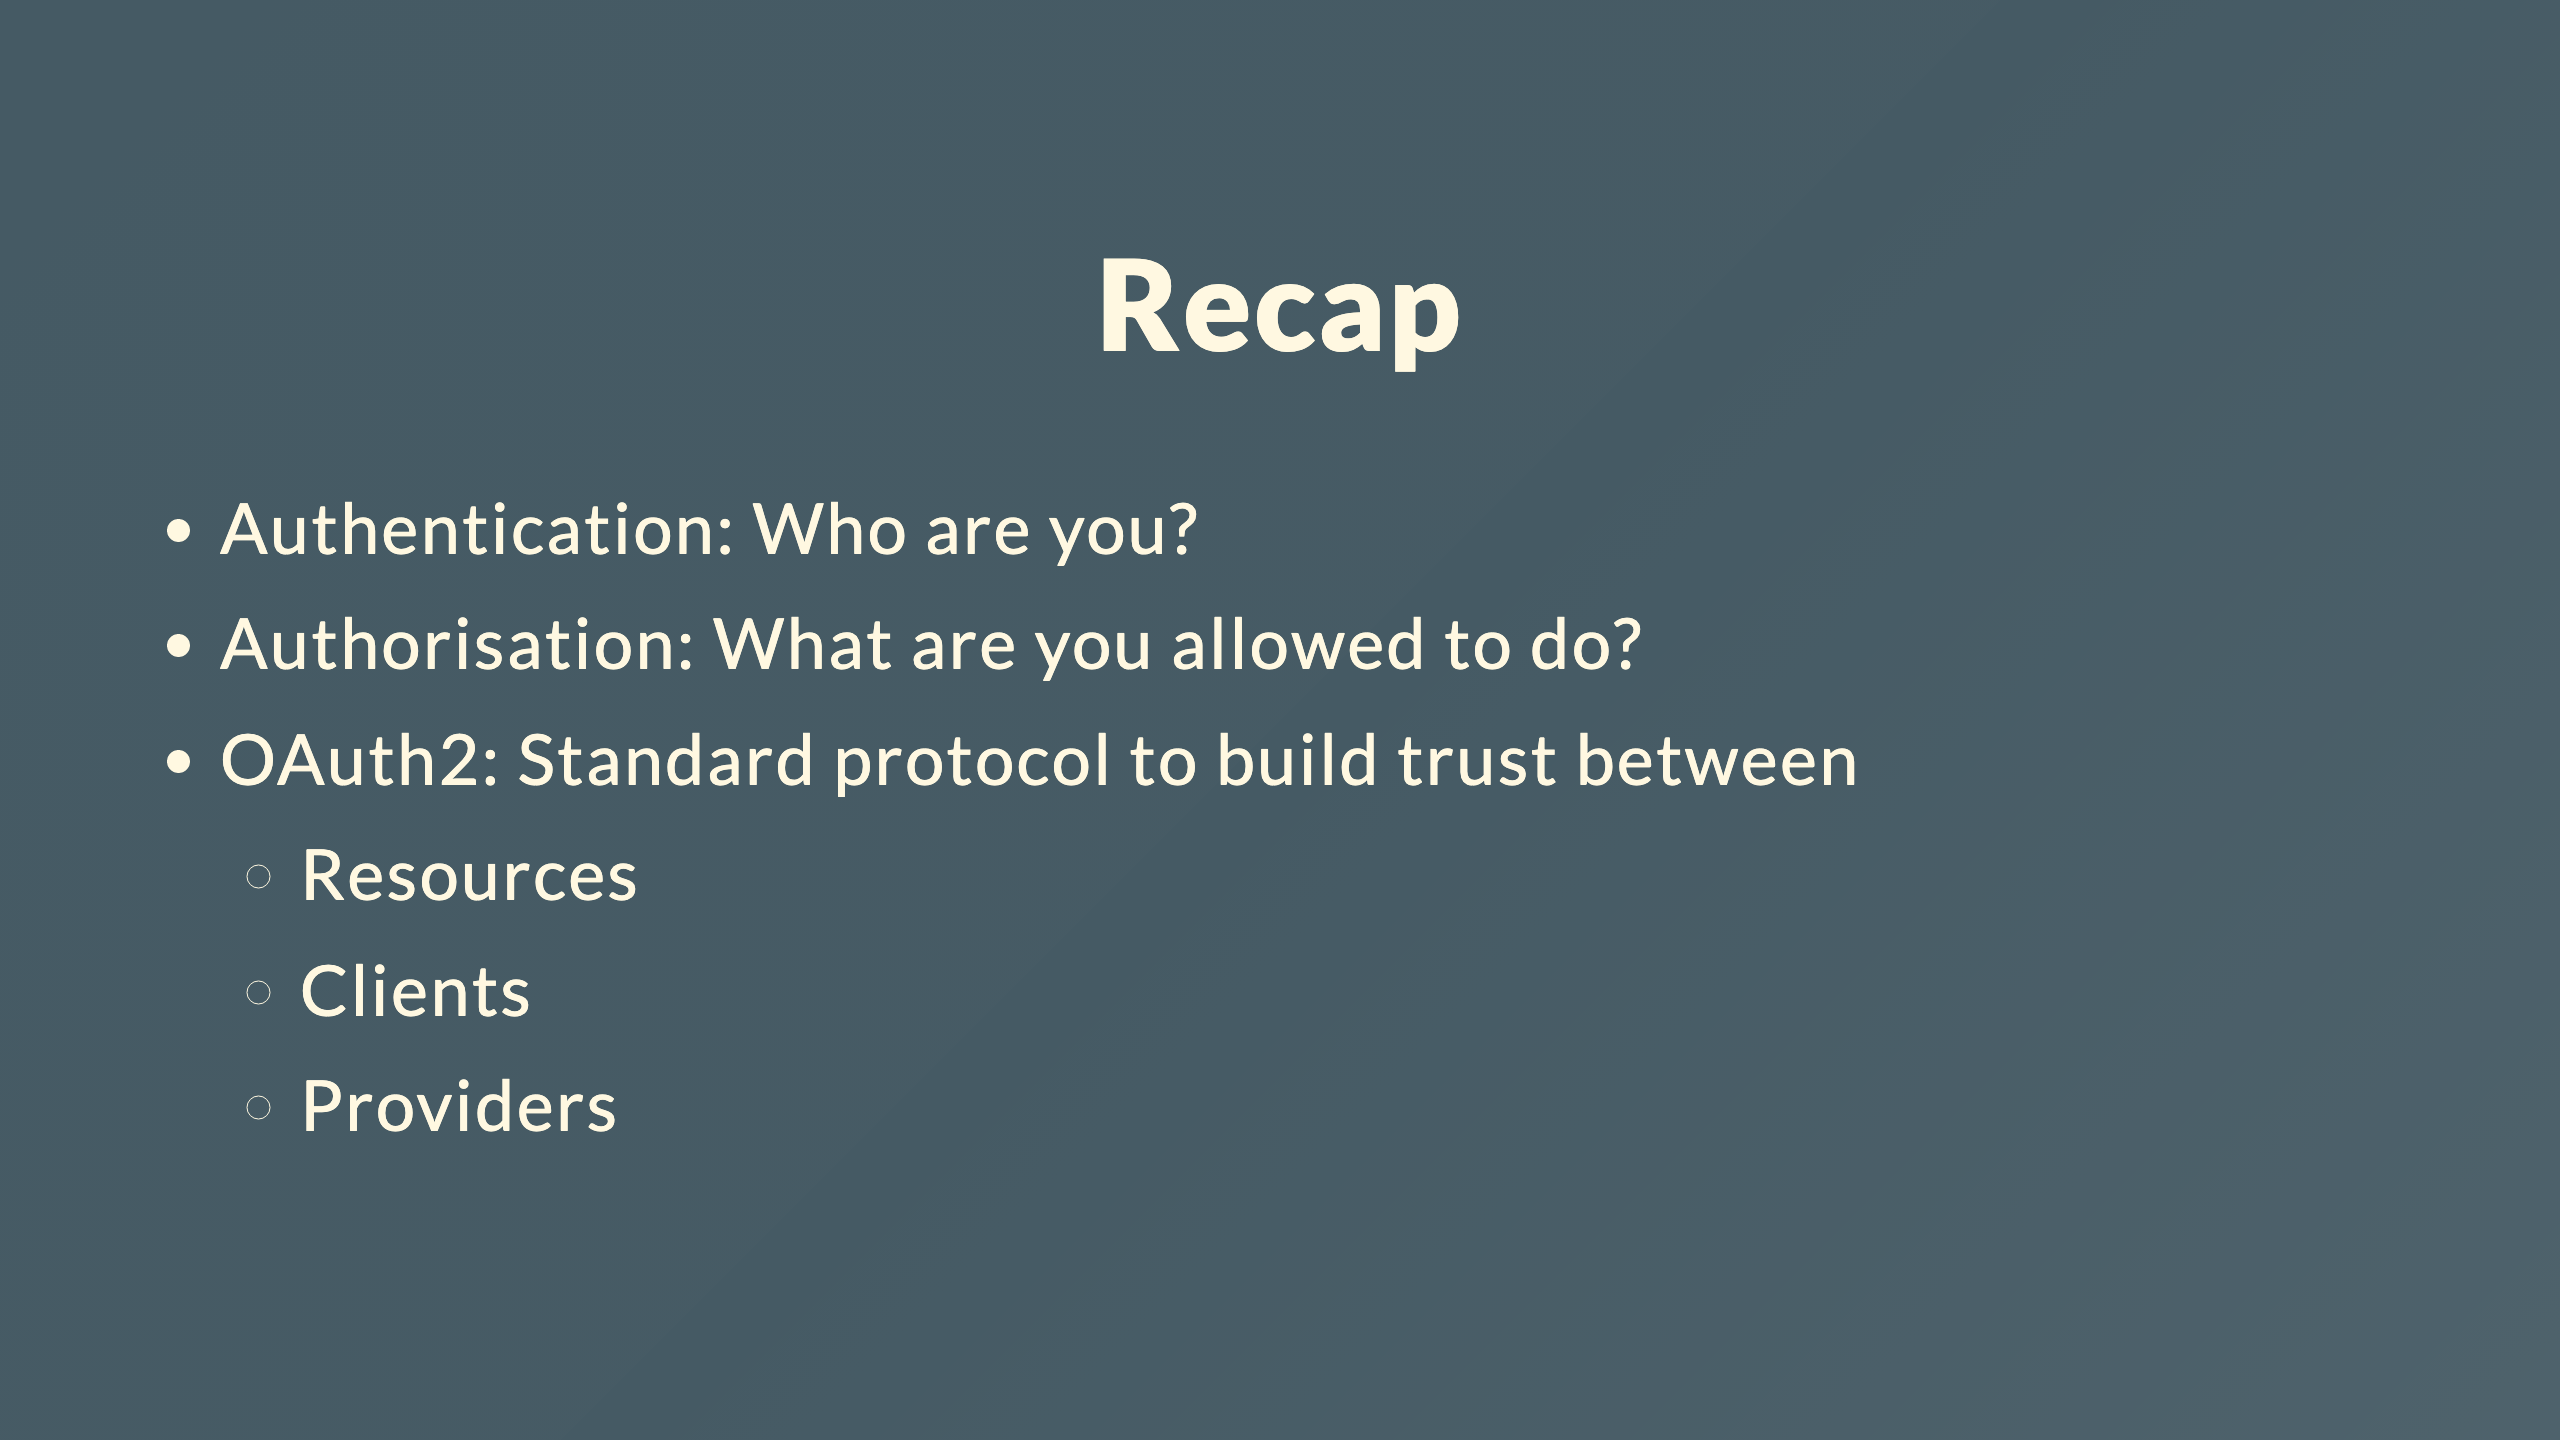 Recap
• Authentication: Who are you?
• Authorisation: What are you allowed to do?
• OAuth2: Standard protocol to build trust between
○ Resources
○ Clients
○ Providers